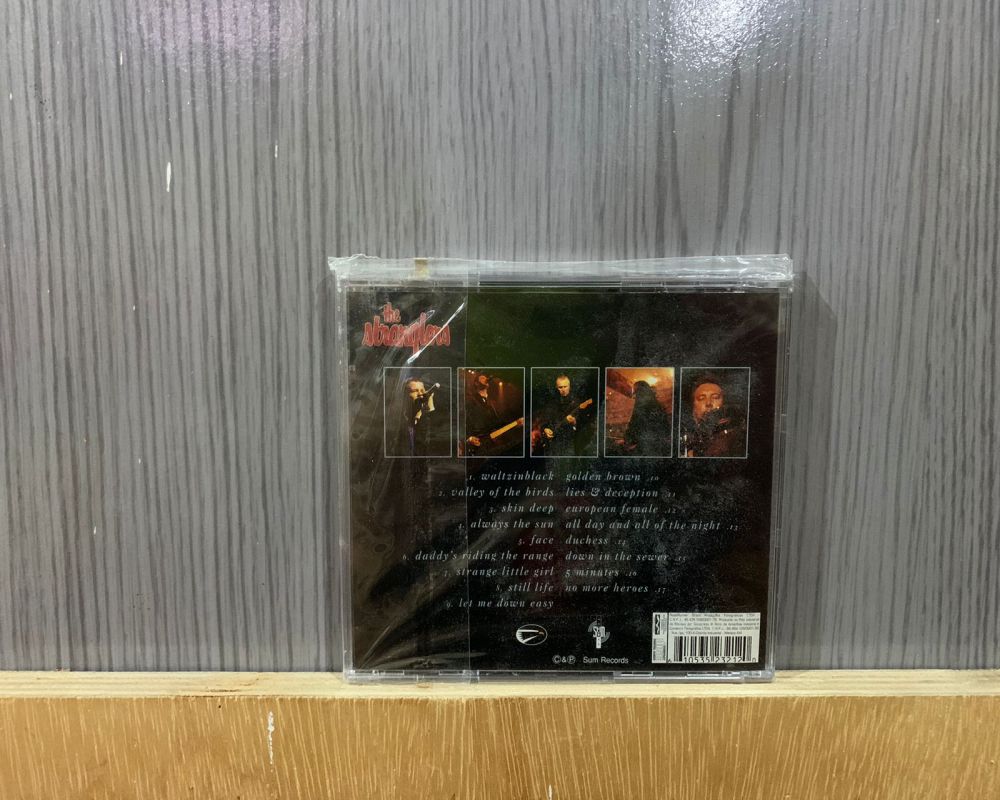 the
stranglers
1. waltzinblack
2. valley of the birds
3. skin deep
4. always the sun
5. face
6. daddy's riding the range
7. strange little girl
8. still life
9. let me down easy
golden brown .10
lies & deception .11
european female .12
all day and all of the night .13
duchess .14
down in the sewer .15
5 minutes .16
no more heroes .17
©&℗ Sum Records